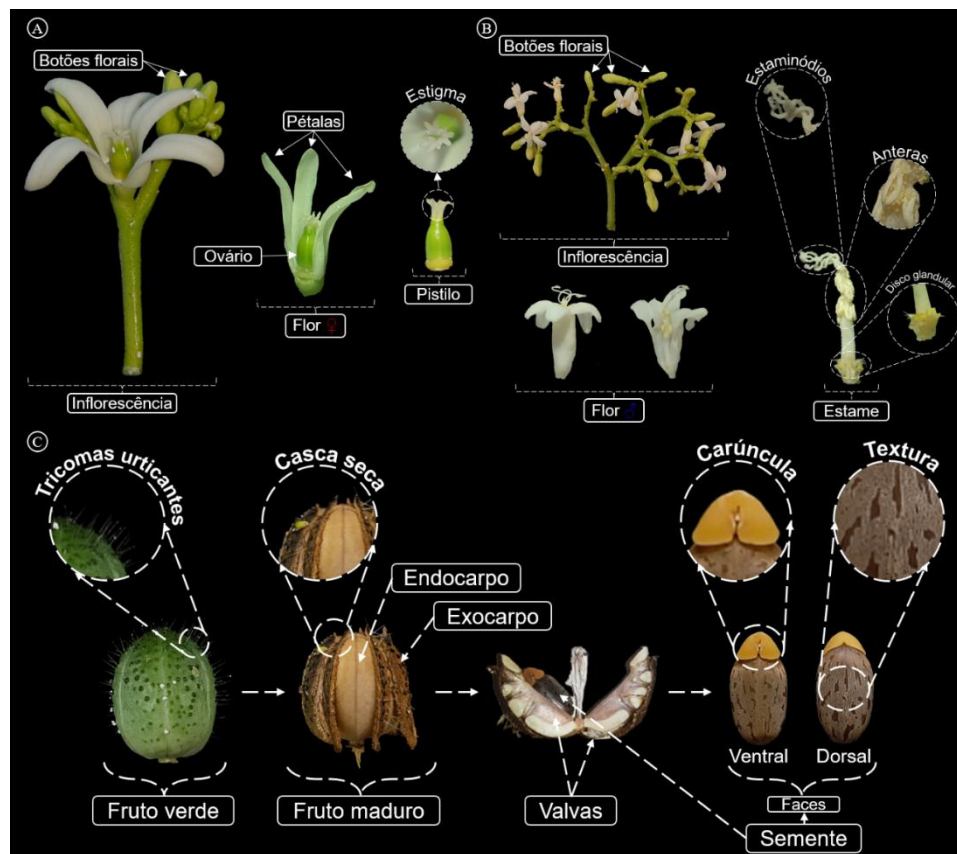 A
Botões florais
Pétalas
Estigma
Ovário
Pistilo
Flor ♀
Inflorescência
B
Botões florais
Estaminódios
Anteras
Inflorescência
Disco glandular
Flor ♂
Estame
C
Tricomas urticantes
Casca seca
Carúncula
Textura
Endocarpo
Exocarpo
Ventral
Dorsal
Fruto verde
Fruto maduro
Valvas
Faces
Semente